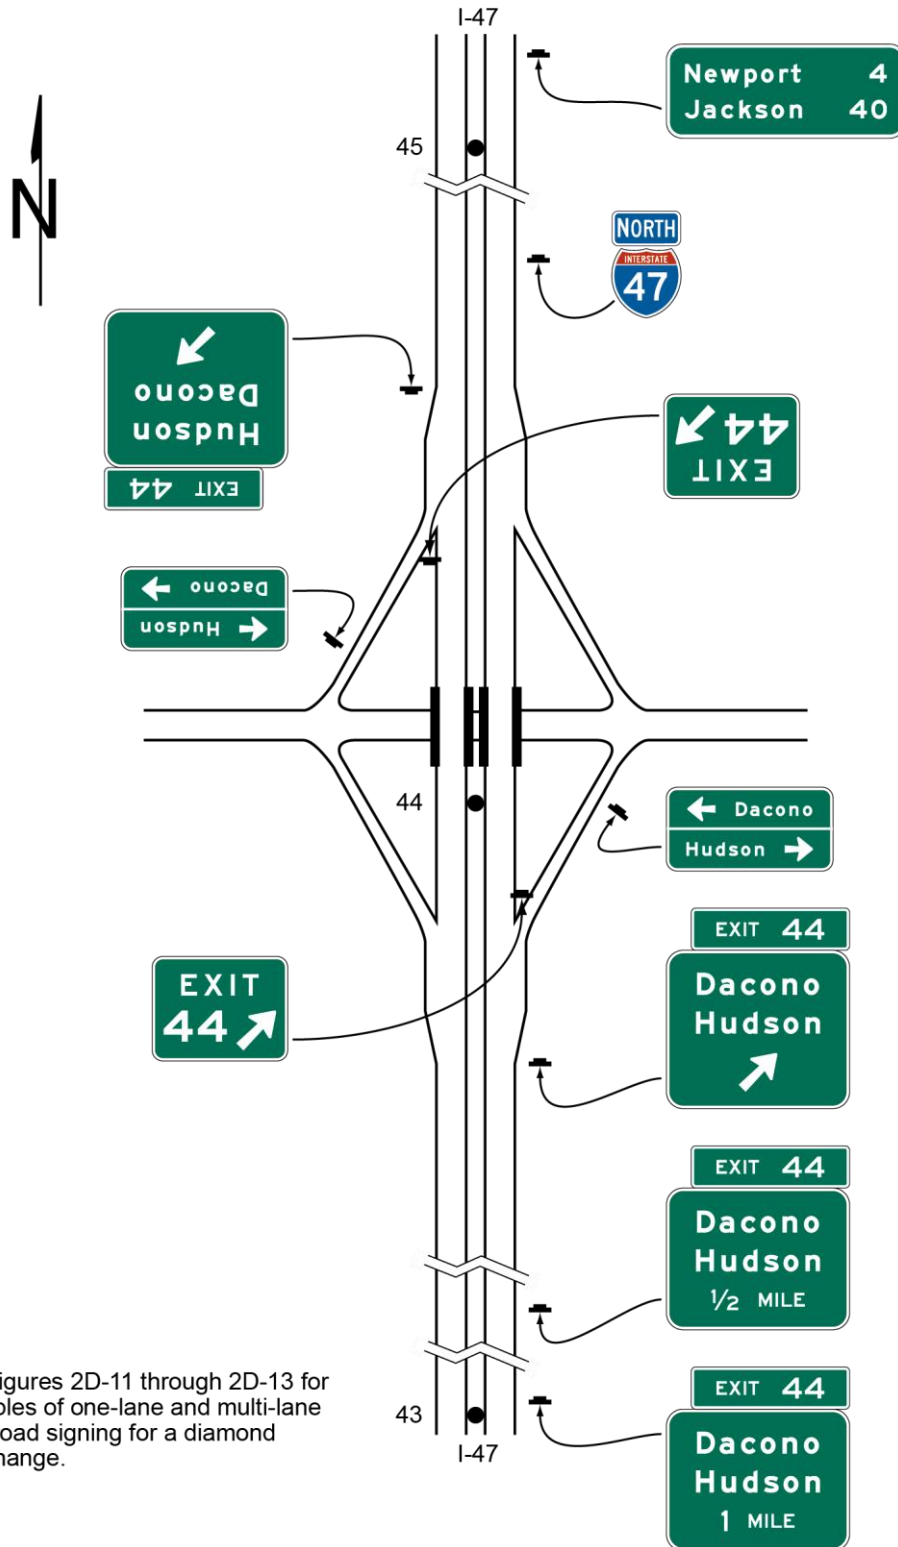 I-47
Newport 4
Jackson 40
45
N
NORTH
INTERSTATE
47
EXIT 44
Hudson
Dacono
↗
EXIT
44 ↗
← Hudson
Dacono →
44
← Dacono
Hudson →
EXIT 44
Dacono
Hudson
↗
EXIT
44 ↗
EXIT 44
Dacono
Hudson
1/2 MILE
EXIT 44
Dacono
Hudson
1 MILE
43
I-47
igures 2D-11 through 2D-13 for
ples of one-lane and multi-lane
road signing for a diamond
hange.